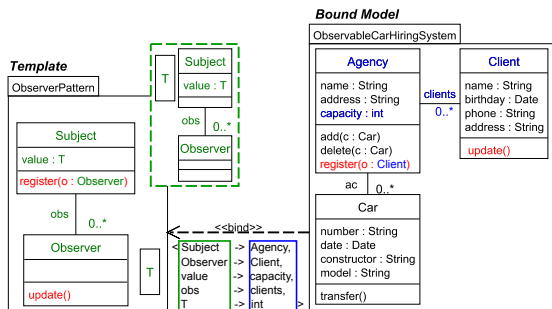 Template
ObserverPattern
Subject
value : T
register(o : Observer)
obs
0..*
Observer
update()
T
Subject
value : T
obs
0..*
Observer
T
<<bind>>
< Subject -> Agency,
Observer -> Client,
value -> capacity,
obs -> clients,
T -> int >
Bound Model
ObservableCarHiringSystem
Agency
name : String
address : String
capacity : int
add(c : Car)
delete(c : Car)
register(o : Client)
clients
0..*
Client
name : String
birthday : Date
phone : String
address : String
update()
ac
0..*
Car
number : String
date : Date
constructor : String
model : String
transfer()